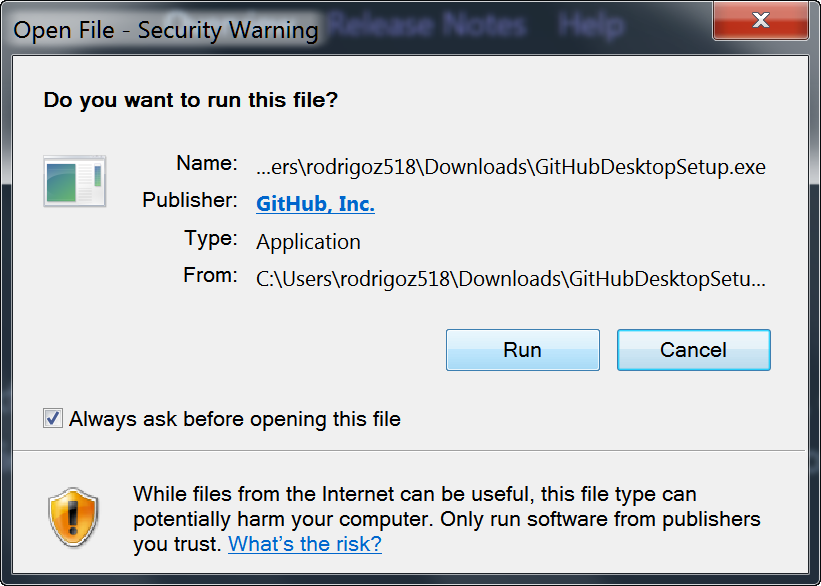 Release Notes Help
Open File - Security Warning
Do you want to run this file?
Name: ...ers\rodrigoz518\Downloads\GitHubDesktopSetup.exe
Publisher: GitHub, Inc.
Type: Application
From: C:\Users\rodrigoz518\Downloads\GitHubDesktopSetu...
Run Cancel
Always ask before opening this file
While files from the Internet can be useful, this file type can
potentially harm your computer. Only run software from publishers
you trust. What's the risk?